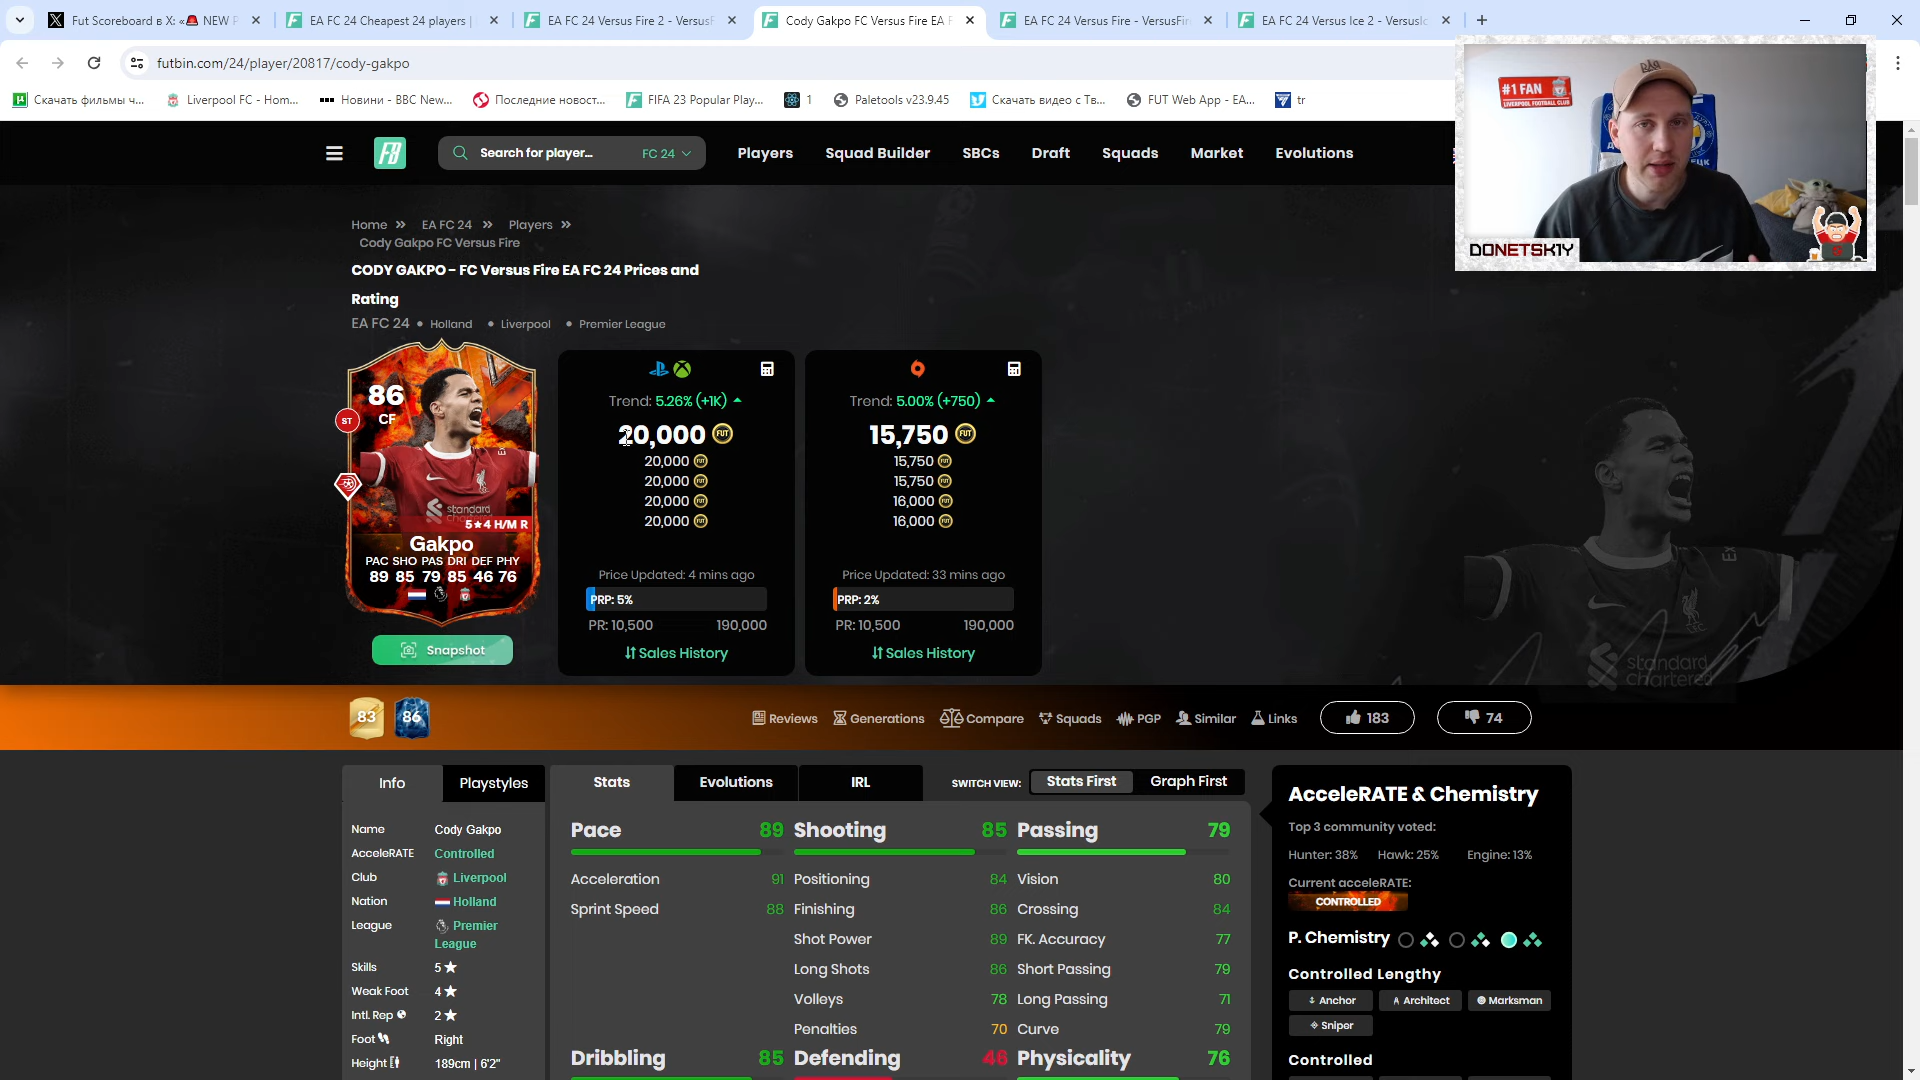 Fut Scoreboard в X: «🚨 NEW
EA FC 24 Cheapest 24 players |
EA FC 24 Versus Fire 2 - Versus
Cody Gakpo FC Versus Fire EA F
EA FC 24 Versus Fire - VersusFir
EA FC 24 Versus Ice 2 - VersusIc
futbin.com/24/player/20817/cody-gakpo
Скачать фильмы ч...
Liverpool FC - Hom...
Новини - BBC New...
Последние новост...
FIFA 23 Popular Play...
1
Paletools v23.9.45
Скачать видео с Тв...
FUT Web App - EA...
tr
#1 FAN
LIVERPOOL FOOTBALL CLUB
DONETSK1Y
FB
Search for player...
FC 24
Players
Squad Builder
SBCs
Draft
Squads
Market
Evolutions
Home » EA FC 24 » Players »
Cody Gakpo FC Versus Fire
CODY GAKPO - FC Versus Fire EA FC 24 Prices and
Rating
EA FC 24 • Holland • Liverpool • Premier League
86
CF
ST
standard
chartered
5★4 H/M R
Gakpo
PAC SHO PAS DRI DEF PHY
89 85 79 85 46 76
Snapshot
Trend: 5.26% (+1K)
20,000
20,000
20,000
20,000
20,000
Price Updated: 4 mins ago
PRP: 5%
PR: 10,500 190,000
Sales History
Trend: 5.00% (+750)
15,750
15,750
15,750
16,000
16,000
Price Updated: 33 mins ago
PRP: 2%
PR: 10,500 190,000
Sales History
standard
chartered
83
86
Reviews
Generations
Compare
Squads
PGP
Similar
Links
183
74
Info
Playstyles
Name Cody Gakpo
AcceleRATE Controlled
Club Liverpool
Nation Holland
League Premier
League
Skills 5★
Weak Foot 4★
Intl. Rep 2★
Foot Right
Height 189cm | 6'2"
Stats
Evolutions
IRL
SWITCH VIEW:
Stats First
Graph First
Pace 89
Acceleration 91
Sprint Speed 88
Shooting 85
Positioning 84
Finishing 86
Shot Power 89
Long Shots 86
Volleys 78
Penalties 70
Passing 79
Vision 80
Crossing 84
FK. Accuracy 77
Short Passing 79
Long Passing 71
Curve 79
Dribbling 85
Defending 46
Physicality 76
AcceleRATE & Chemistry
Top 3 community voted:
Hunter: 38% Hawk: 25% Engine: 13%
Current acceleRATE:
CONTROLLED
P. Chemistry
Controlled Lengthy
Anchor
Architect
Marksman
Sniper
Controlled